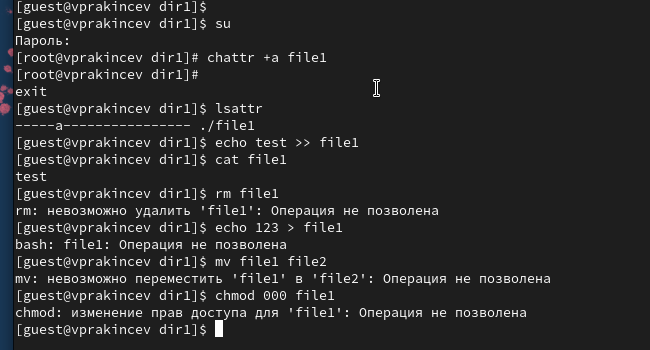 [guest@vprakincev dir1]$
[guest@vprakincev dir1]$ su
Пароль:
[root@vprakincev dir1]# chattr +a file1
[root@vprakincev dir1]#
exit
[guest@vprakincev dir1]$ lsattr
-----a---------------- ./file1
[guest@vprakincev dir1]$ echo test >> file1
[guest@vprakincev dir1]$ cat file1
test
[guest@vprakincev dir1]$ rm file1
rm: невозможно удалить 'file1': Операция не позволена
[guest@vprakincev dir1]$ echo 123 > file1
bash: file1: Операция не позволена
[guest@vprakincev dir1]$ mv file1 file2
mv: невозможно переместить 'file1' в 'file2': Операция не позволена
[guest@vprakincev dir1]$ chmod 000 file1
chmod: изменение прав доступа для 'file1': Операция не позволена
[guest@vprakincev dir1]$